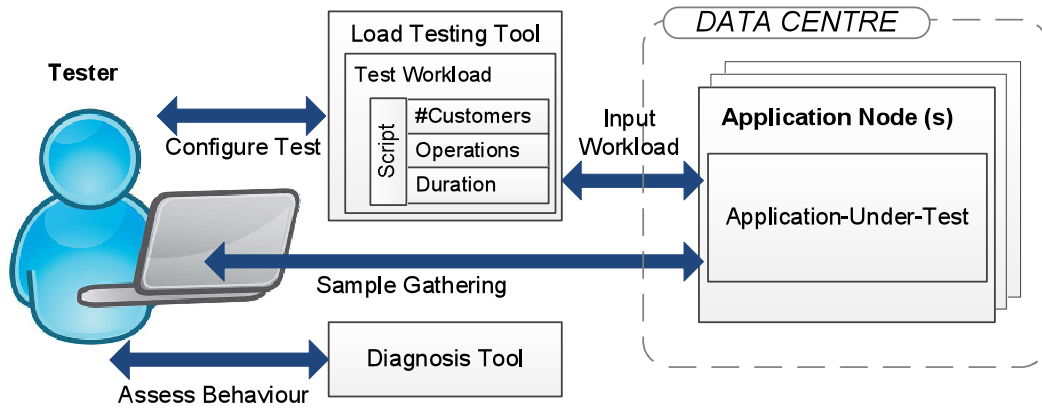 DATA CENTRE
Load Testing Tool
Tester
Test Workload
Script
#Customers
Operations
Duration
Configure Test
Input
Workload
Application Node (s)
Application-Under-Test
Sample Gathering
Diagnosis Tool
Assess Behaviour